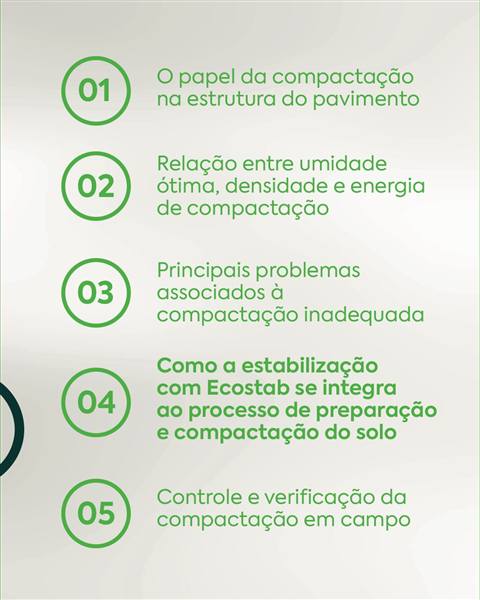 01
O papel da compactação
na estrutura do pavimento
02
Relação entre umidade
ótima, densidade e energia
de compactação
03
Principais problemas
associados à
compactação inadequada
04
Como a estabilização
com Ecostab se integra
ao processo de preparação
e compactação do solo
05
Controle e verificação da
compactação em campo